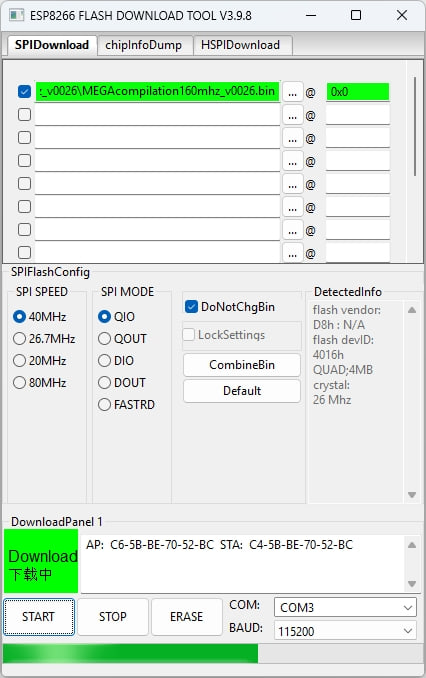 ESP8266 FLASH DOWNLOAD TOOL V3.9.8
SPIDownload chipInfoDump HSPIDownload
_v0026\MEGAcompilation160mhz_v0026.bin ... @ 0x0
... @
... @
... @
... @
... @
... @
... @
SPIFlashConfig
SPI SPEED
40MHz
26.7MHz
20MHz
80MHz
SPI MODE
QIO
QOUT
DIO
DOUT
FASTRD
DoNotChgBin
LockSettings
CombineBin
Default
DetectedInfo
flash vendor:
D8h : N/A
flash devID:
4016h
QUAD;4MB
crystal:
26 Mhz
DownloadPanel 1
Download
下载中
AP: C6-5B-BE-70-52-BC STA: C4-5B-BE-70-52-BC
START STOP ERASE
COM: COM3
BAUD: 115200